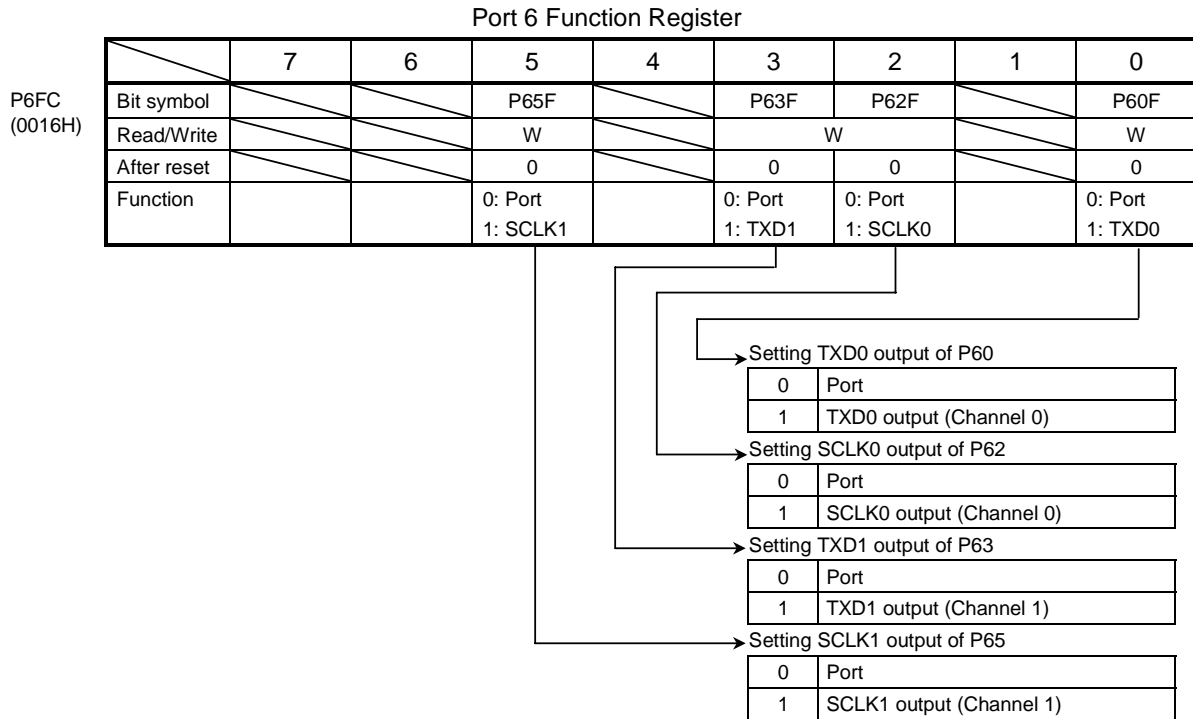 Port 6 Function Register
7 6 5 4 3 2 1 0
P6FC
(0016H)
Bit symbol P65F P63F P62F P60F
Read/Write W W W
After reset 0 0 0 0
Function 0: Port 0: Port 0: Port 0: Port
1: SCLK1 1: TXD1 1: SCLK0 1: TXD0
Setting TXD0 output of P60
0 Port
1 TXD0 output (Channel 0)
Setting SCLK0 output of P62
0 Port
1 SCLK0 output (Channel 0)
Setting TXD1 output of P63
0 Port
1 TXD1 output (Channel 1)
Setting SCLK1 output of P65
0 Port
1 SCLK1 output (Channel 1)